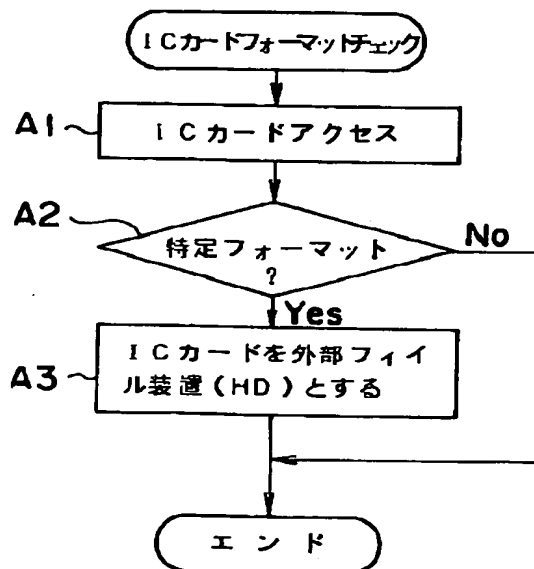 ICカードフォーマットチェック
A1
ICカードアクセス
A2
特定フォーマット
?
No
Yes
A3
ICカードを外部フィイ
ル装置(HD)とする
エンド